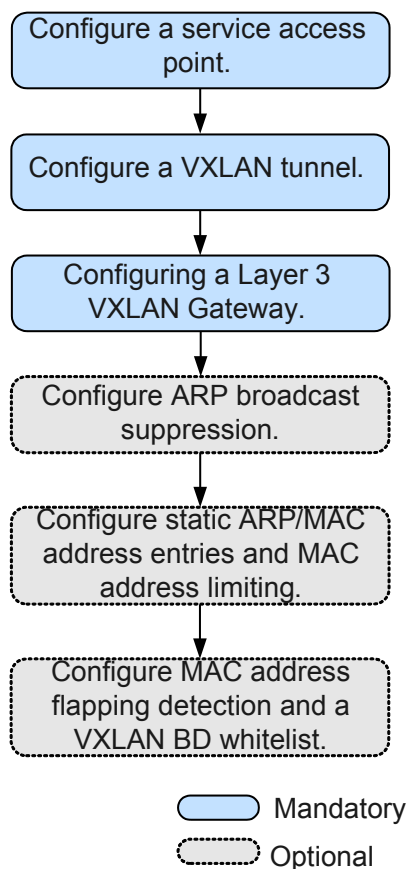 Configure a service access
point.
Configure a VXLAN tunnel.
Configuring a Layer 3
VXLAN Gateway.
Configure ARP broadcast
suppression.
Configure static ARP/MAC
address entries and MAC
address limiting.
Configure MAC address
flapping detection and a
VXLAN BD whitelist.
Mandatory
Optional